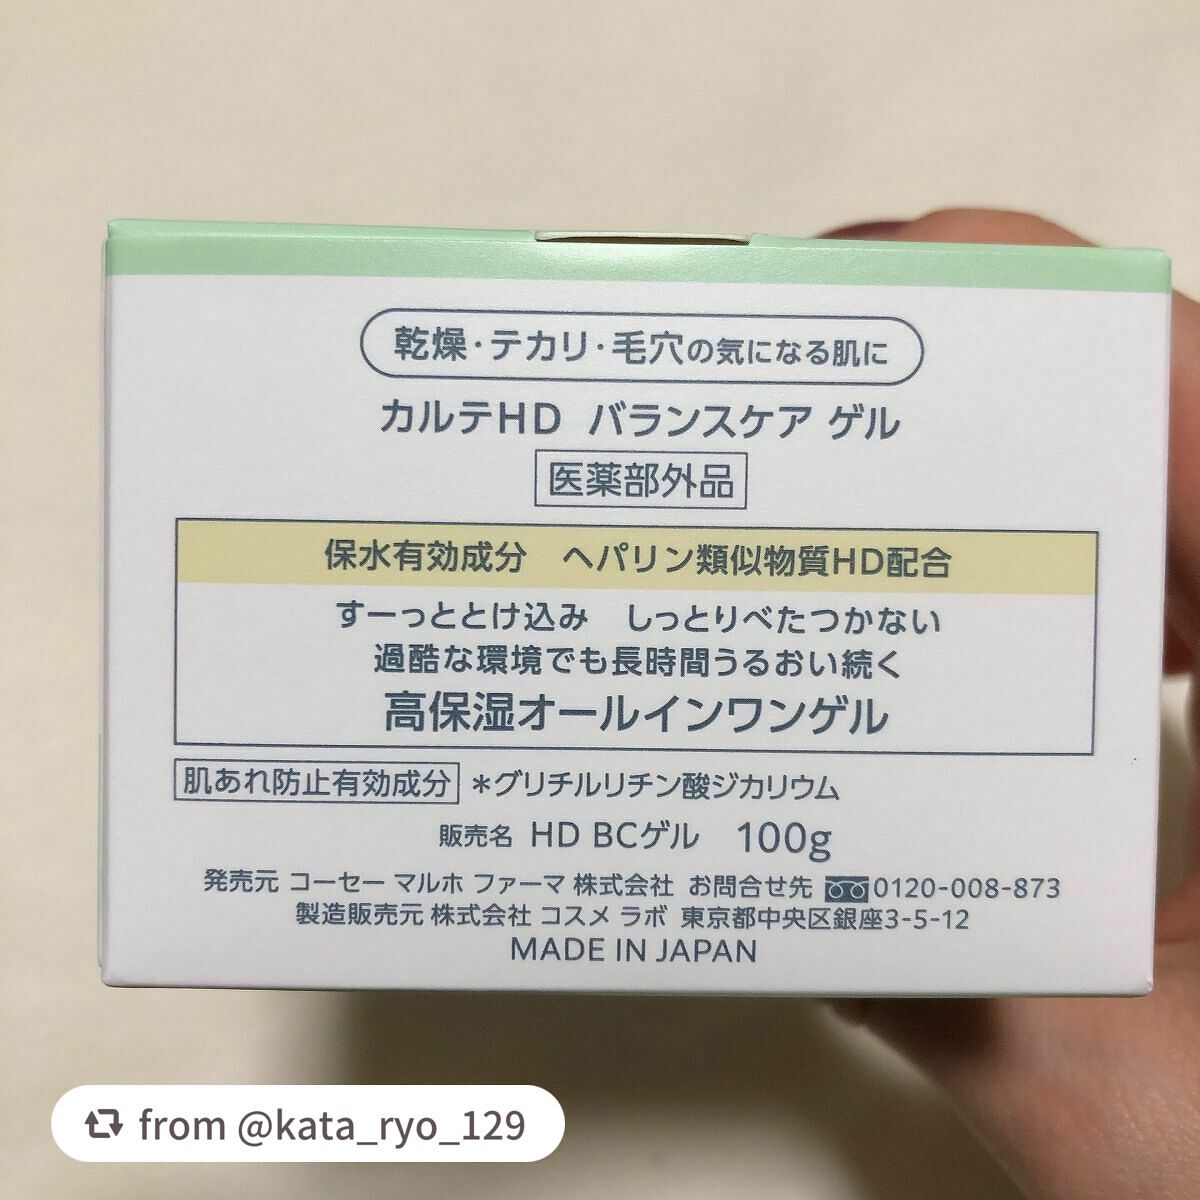 乾燥・テカリ・毛穴の気になる肌に
カルテHD バランスケア ゲル
医薬部外品
保水有効成分 ヘパリン類似物質HD配合
すーっととけ込み しっとりべたつかない
過酷な環境でも長時間うるおい続く
高保湿オールインワンゲル
肌あれ防止有効成分 *グリチルリチン酸ジカリウム
販売名 HD BCゲル 100g
発売元 コーセー マルホ ファーマ 株式会社 お問合せ先 0120-008-873
製造販売元 株式会社 コスメ ラボ 東京都中央区銀座3-5-12
MADE IN JAPAN
from @kata_ryo_129